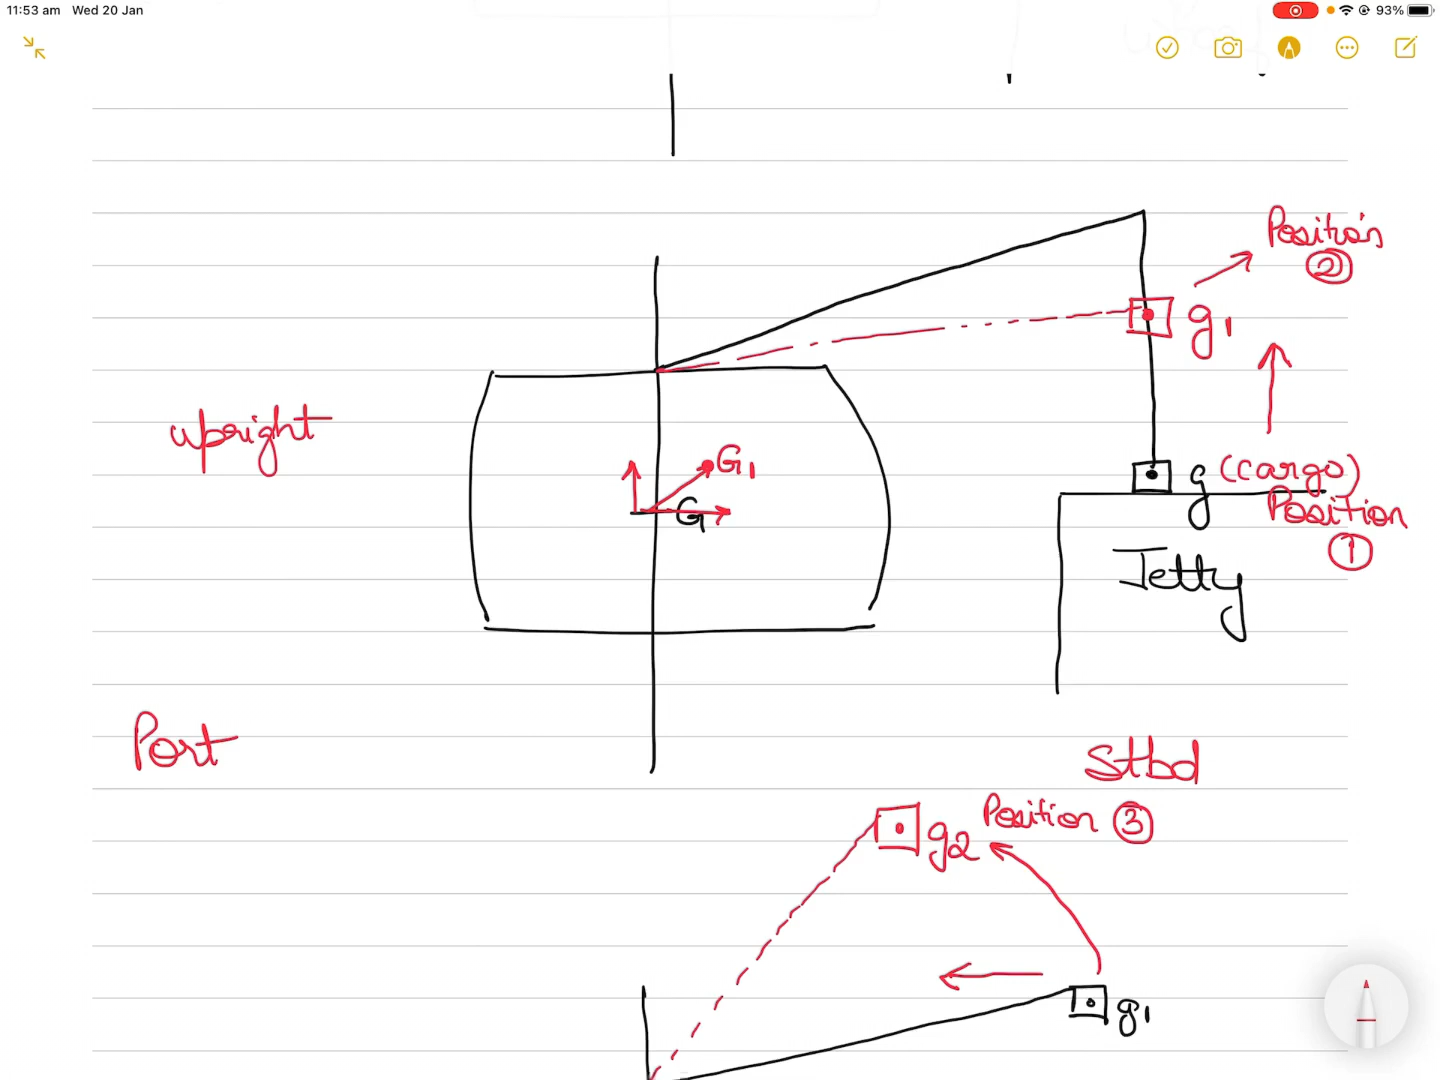 11:53 am Wed 20 Jan
93%
Position
②
g1
upright
G1
G
g (cargo)
Position
①
Jetty
Port
Stbd
g2 Position ③
g1